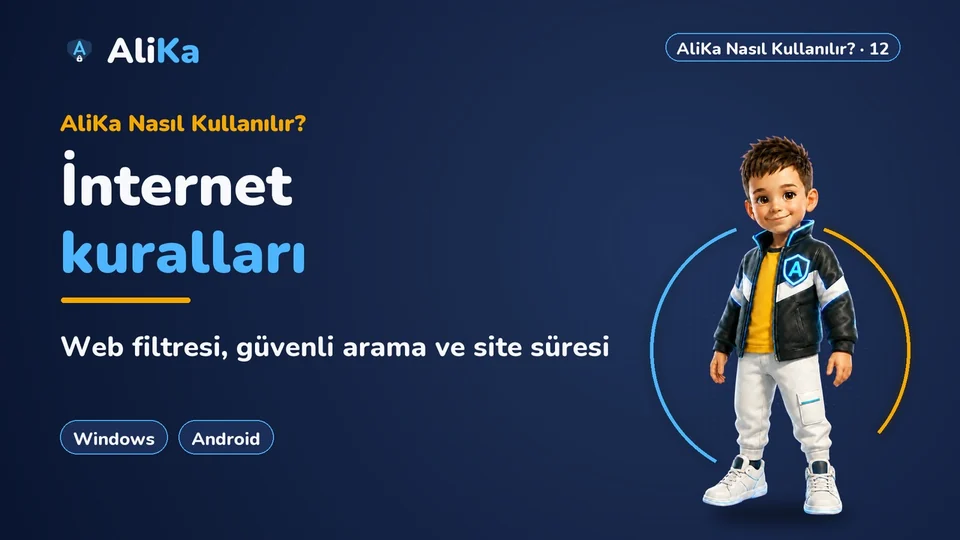 AliKa
AliKa Nasıl Kullanılır? · 12
AliKa Nasıl Kullanılır?
İnternet
kuralları
Web filtresi, güvenli arama ve site süresi
Windows
Android